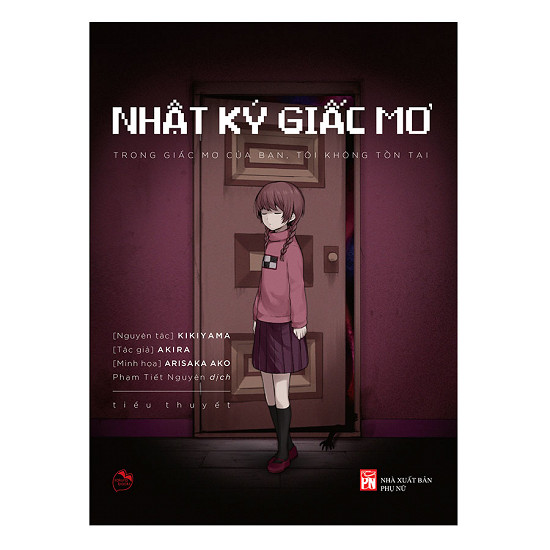 NHẬT KÝ GIẤC MƠ
TRONG GIẤC MƠ CỦA BẠN, TÔI KHÔNG TỒN TẠI
[Nguyên tác] KIKIYAMA
[Tác giả] AKIRA
[Minh họa] ARISAKA AKO
Phạm Tiết Nguyên dịch
tiểu thuyết
PN
NHÀ XUẤT BẢN
PHỤ NỮ